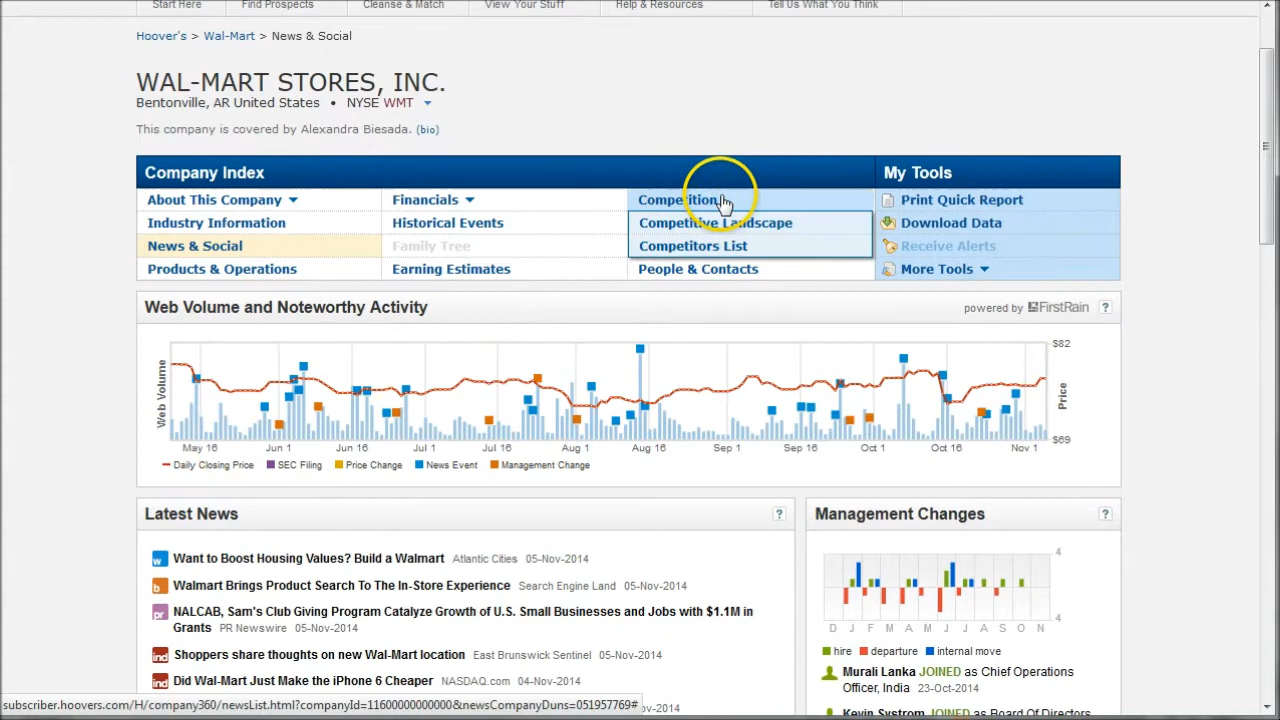 Start Here Find Prospects Cleanse & Match View Your Stuff Help & Resources Tell Us What You Think
Hoover's > Wal-Mart > News & Social
WAL-MART STORES, INC.
Bentonville, AR United States • NYSE WMT
This company is covered by Alexandra Biesada. (bio)
Company Index My Tools
About This Company Financials Competition Print Quick Report
Industry Information Historical Events Competitive Landscape Download Data
News & Social Family Tree Competitors List Receive Alerts
Products & Operations Earning Estimates People & Contacts More Tools
Web Volume and Noteworthy Activity powered by FirstRain ?
$82
Web Volume
Price
$69
May 16 Jun 1 Jun 16 Jul 1 Jul 16 Aug 1 Aug 16 Sep 1 Sep 16 Oct 1 Oct 16 Nov 1
Daily Closing Price SEC Filing Price Change News Event Management Change
Latest News ? Management Changes ?
w Want to Boost Housing Values? Build a Walmart Atlantic Cities 05-Nov-2014
b Walmart Brings Product Search To The In-Store Experience Search Engine Land 05-Nov-2014
pr NALCAB, Sam's Club Giving Program Catalyze Growth of U.S. Small Businesses and Jobs with $1.1M in
Grants PR Newswire 05-Nov-2014
ind Shoppers share thoughts on new Wal-Mart location East Brunswick Sentinel 05-Nov-2014
ind Did Wal-Mart Just Make the iPhone 6 Cheaper NASDAQ.com 04-Nov-2014
4
4
D J F M A M J J A S O N
hire departure internal move
Murali Lanka JOINED as Chief Operations
Officer, India 23-Oct-2014
Kevin Systrom JOINED as Board Of Directors
subscriber.hoovers.com/H/company360/newsList.html?companyId=11600000000000&newsCompanyDuns=051957769#